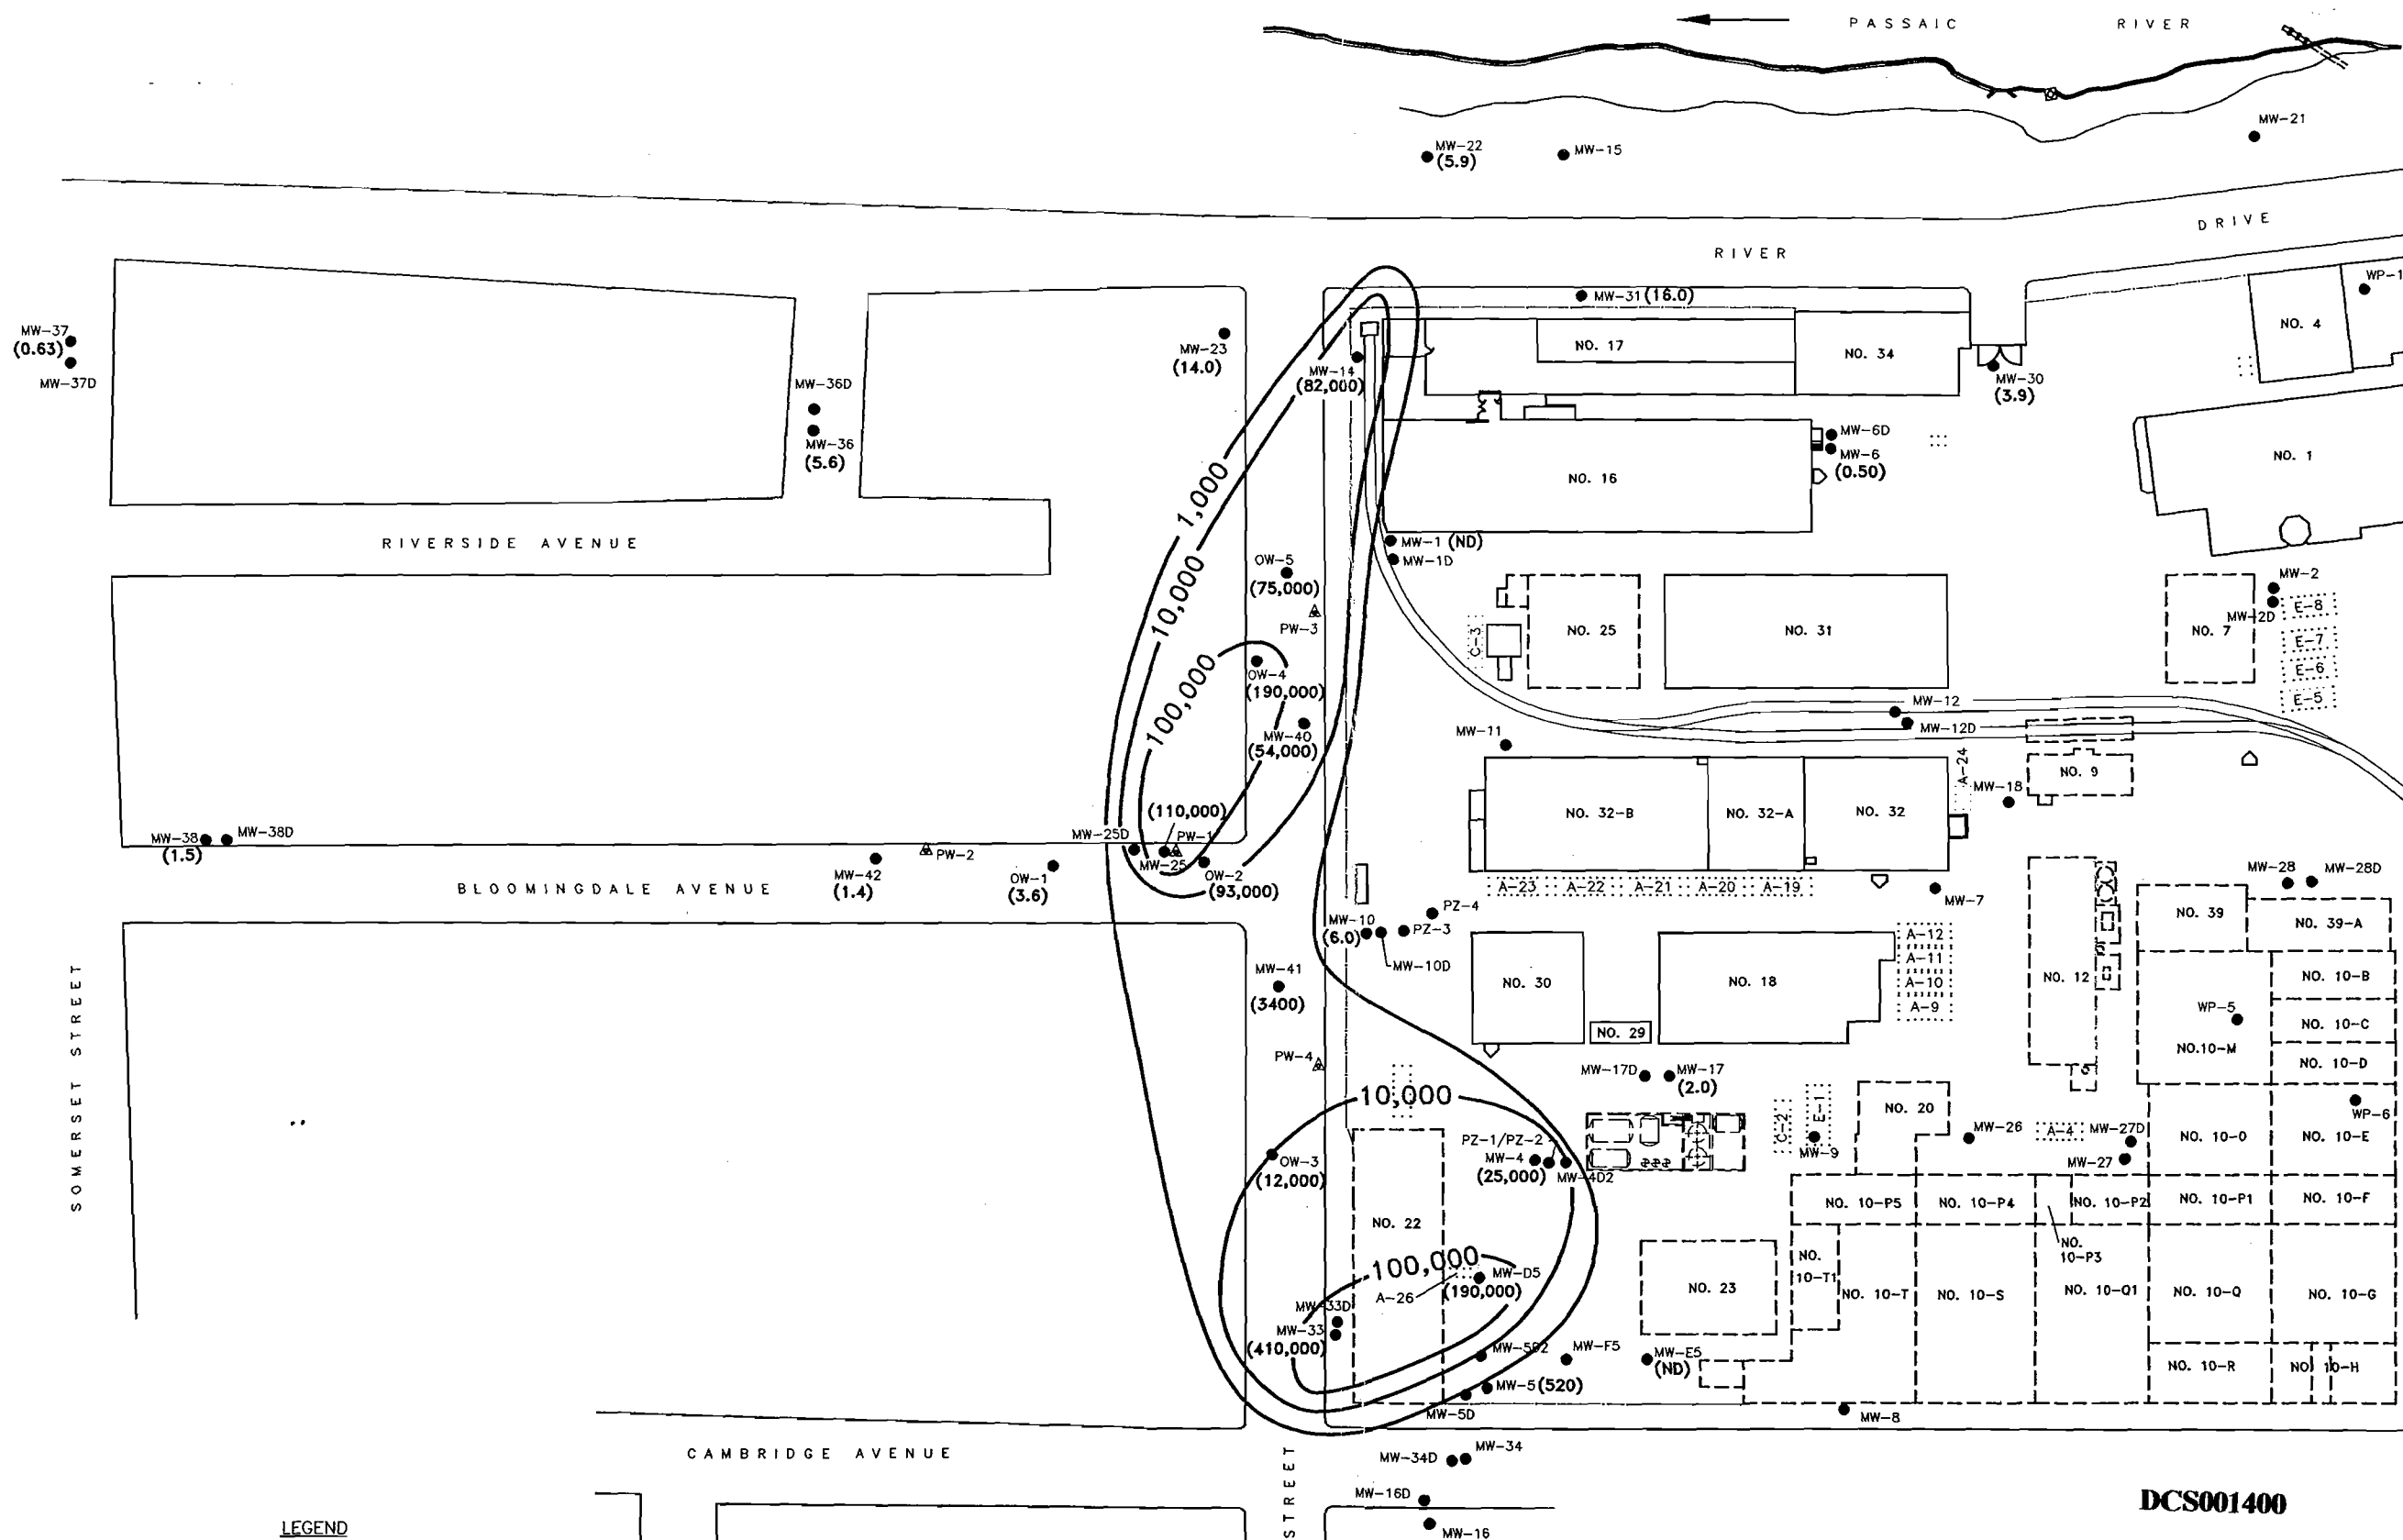 PASSAIC RIVER
MW-21
MW-22
(5.9)
MW-15
DRIVE
RIVER
WP-1
MW-31 (16.0)
MW-37
(0.63)
MW-37D
MW-23
(14.0)
MW-14
(82,000)
NO. 17
NO. 34
NO. 4
MW-30
(3.9)
MW-36D
MW-36
(5.6)
MW-6D
MW-6
(0.50)
NO. 16
NO. 1
1,000
RIVERSIDE AVENUE
MW-1 (ND)
MW-1D
OW-5
(75,000)
10,000
PW-3
MW-2
MW-12D
E-8
E-7
E-6
E-5
C-3
NO. 25
NO. 31
NO. 7
100,000
OW-4
(190,000)
MW-40
(54,000)
MW-12
MW-12D
MW-11
A-24
NO. 9
MW-18
(110,000)
NO. 32-B
NO. 32-A
NO. 32
MW-38
(1.5)
MW-38D
MW-25D
PW-1
PW-2
MW-25
MW-42
(1.4)
OW-1
(3.6)
OW-2
(93,000)
BLOOMINGDALE AVENUE
A-23
A-22
A-21
A-20
A-19
MW-7
MW-28
MW-28D
PZ-4
MW-10
(6.0)
PZ-3
MW-10D
NO. 39
NO. 39-A
A-12
A-11
A-10
A-9
MW-41
(3400)
NO. 30
NO. 18
NO. 12
NO. 10-B
WP-5
NO. 10-C
NO. 29
NO.10-M
NO. 10-D
SOMERSET STREET
PW-4
MW-17D
MW-17
(2.0)
10,000
C-2
E-1
NO. 20
WP-6
PZ-1/PZ-2
MW-4
(25,000)
MW-4D2
MW-9
MW-26
A-4
MW-27D
MW-27
NO. 10-O
NO. 10-E
OW-3
(12,000)
NO. 10-P5
NO. 10-P4
NO. 10-P2
NO. 10-P1
NO. 10-F
NO. 22
NO.
10-P3
NO.
10-T1
100,000
MW-D5
(190,000)
A-26
NO. 23
NO. 10-T
NO. 10-S
NO. 10-Q1
NO. 10-Q
NO. 10-G
MW-33D
MW-33
(410,000)
MW-5D2
MW-F5
MW-E5
(ND)
MW-5 (520)
MW-5D
NO. 10-R
NO. 10-H
MW-8
CAMBRIDGE AVENUE
STREET
MW-34D
MW-34
MW-16D
MW-16
LEGEND
DCS001400